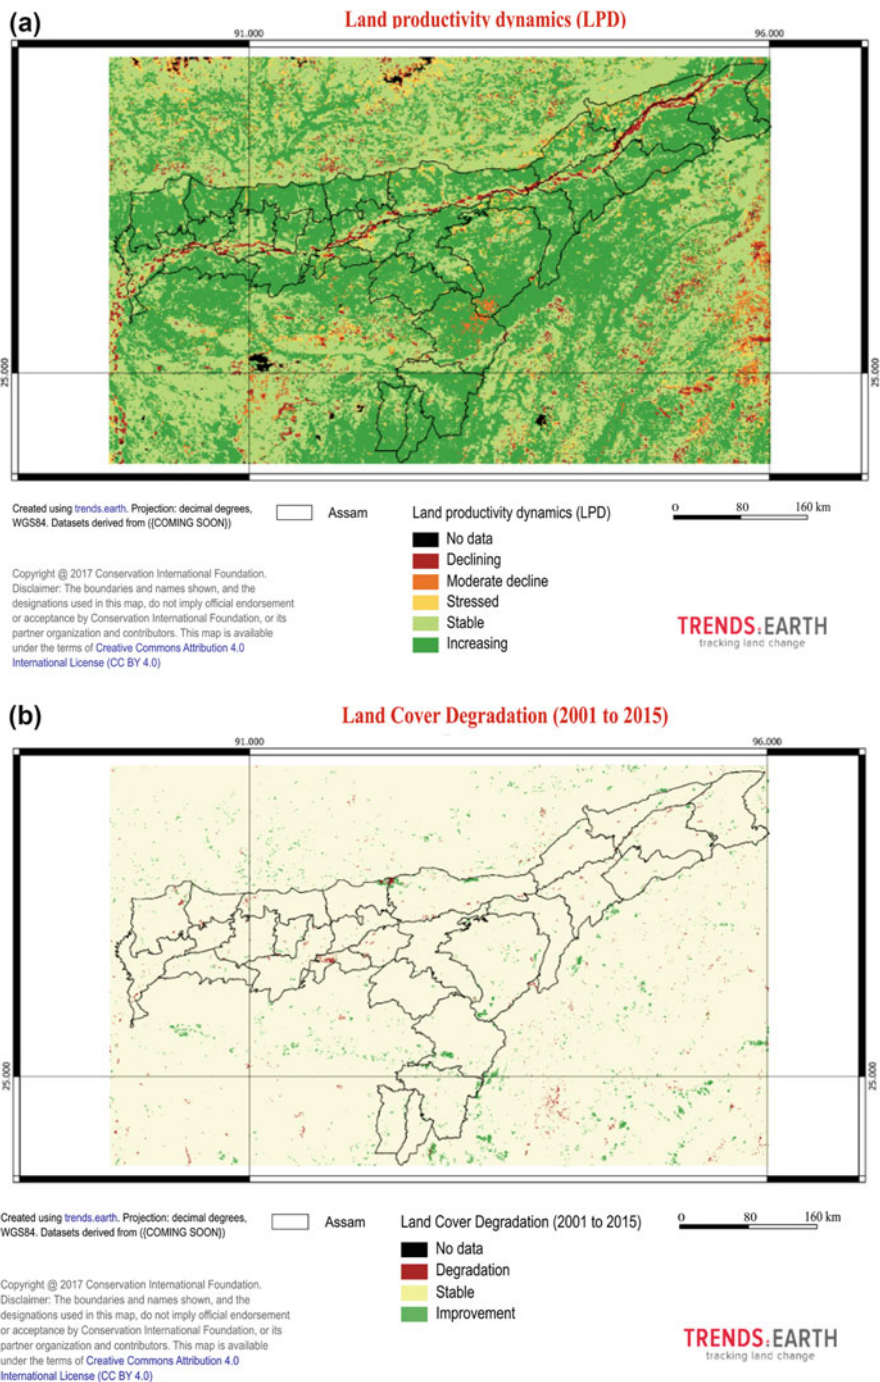 (a)
Land productivity dynamics (LPD)
91.000
96.000
25.000
25.000
Created using trends.earth. Projection: decimal degrees,
WGS84. Datasets derived from ({COMING SOON})
Assam
Land productivity dynamics (LPD)
No data
Declining
Moderate decline
Stressed
Stable
Increasing
0 80 160 km
Copyright @ 2017 Conservation International Foundation.
Disclaimer: The boundaries and names shown, and the
designations used in this map, do not imply official endorsement
or acceptance by Conservation International Foundation, or its
partner organization and contributors. This map is available
under the terms of Creative Commons Attribution 4.0
International License (CC BY 4.0)
TRENDS.EARTH
tracking land change
(b)
Land Cover Degradation (2001 to 2015)
91.000
96.000
25.000
25.000
Created using trends.earth. Projection: decimal degrees,
WGS84. Datasets derived from ({COMING SOON})
Assam
Land Cover Degradation (2001 to 2015)
No data
Degradation
Stable
Improvement
0 80 160 km
Copyright @ 2017 Conservation International Foundation.
Disclaimer: The boundaries and names shown, and the
designations used in this map, do not imply official endorsement
or acceptance by Conservation International Foundation, or its
partner organization and contributors. This map is available
under the terms of Creative Commons Attribution 4.0
International License (CC BY 4.0)
TRENDS.EARTH
tracking land change